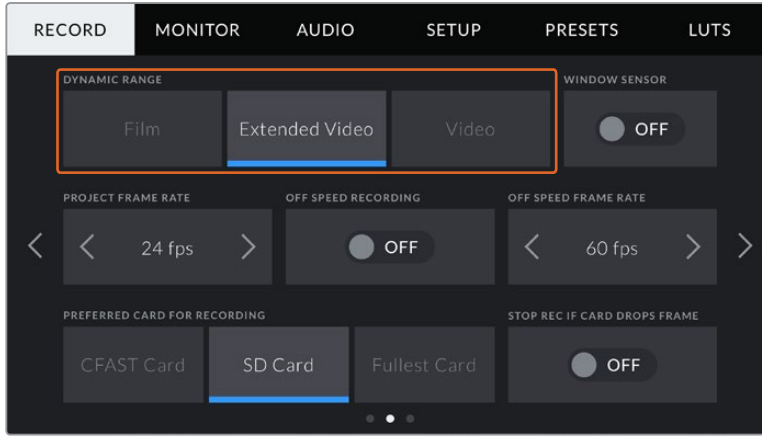 RECORD MONITOR AUDIO SETUP PRESETS LUTS
DYNAMIC RANGE WINDOW SENSOR
Film Extended Video Video OFF
PROJECT FRAME RATE OFF SPEED RECORDING OFF SPEED FRAME RATE
24 fps OFF 60 fps
PREFERRED CARD FOR RECORDING STOP REC IF CARD DROPS FRAME
CFAST Card SD Card Fullest Card OFF